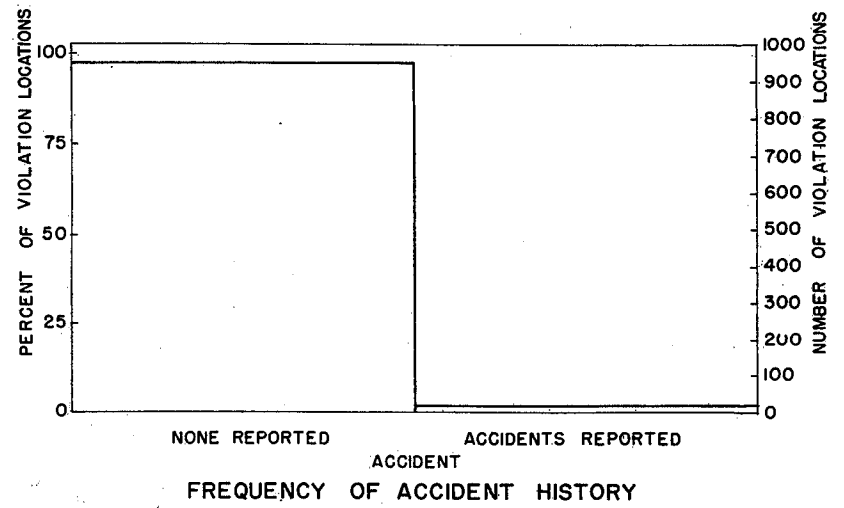 PERCENT OF VIOLATION LOCATIONS
100
75
50
25
0
1000
900
800
700
600
500
400
300
200
100
0
NUMBER OF VIOLATION LOCATIONS
NONE REPORTED
ACCIDENTS REPORTED
ACCIDENT
FREQUENCY OF ACCIDENT HISTORY